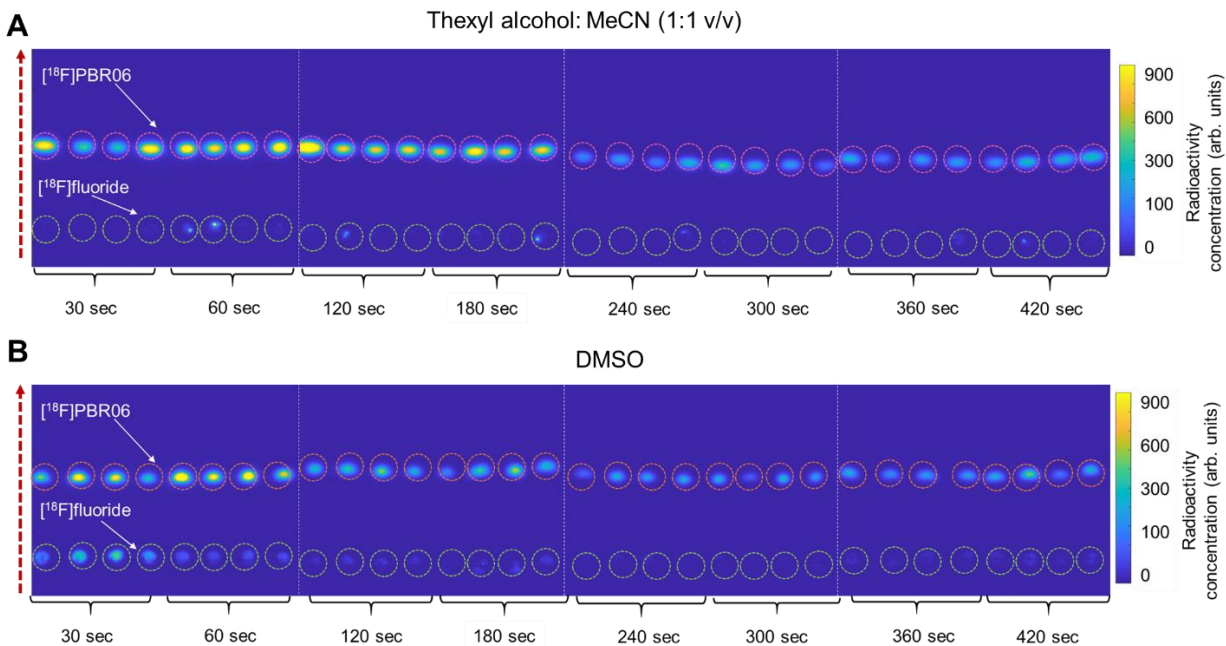 A
Thexyl alcohol: MeCN (1:1 v/v)
[¹⁸F]PBR06
[¹⁸F]fluoride
900
600
300
100
0
Radioactivity
concentration (arb. units)
30 sec
60 sec
120 sec
180 sec
240 sec
300 sec
360 sec
420 sec
B
DMSO
[¹⁸F]PBR06
[¹⁸F]fluoride
900
600
300
100
0
Radioactivity
concentration (arb. units)
30 sec
60 sec
120 sec
180 sec
240 sec
300 sec
360 sec
420 sec